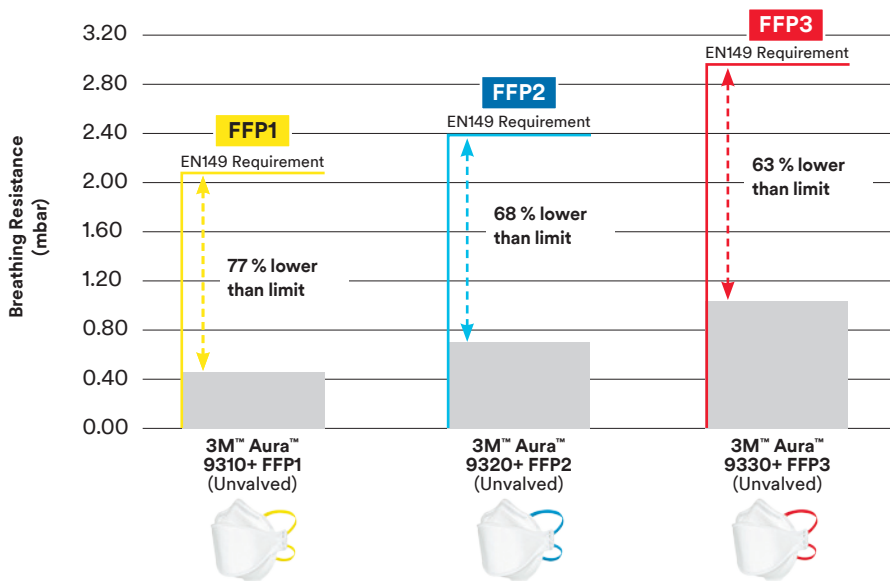 Breathing Resistance
(mbar)
3.20
2.80
2.40
2.00
1.60
1.20
0.80
0.40
0.00
FFP1
EN149 Requirement
77 % lower
than limit
FFP2
EN149 Requirement
68 % lower
than limit
FFP3
EN149 Requirement
63 % lower
than limit
3M™ Aura™
9310+ FFP1
(Unvalved)
3M™ Aura™
9320+ FFP2
(Unvalved)
3M™ Aura™
9330+ FFP3
(Unvalved)